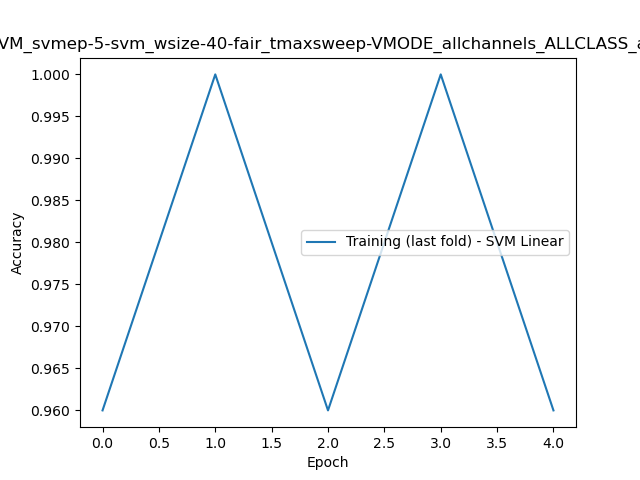 VM_svmep-5-svm_wsize-40-fair_tmaxsweep-VMODE_allchannels_ALLCLASS_a
1.000
0.995
0.990
0.985
0.980
0.975
0.970
0.965
0.960
Accuracy
Training (last fold) - SVM Linear
0.0 0.5 1.0 1.5 2.0 2.5 3.0 3.5 4.0
Epoch